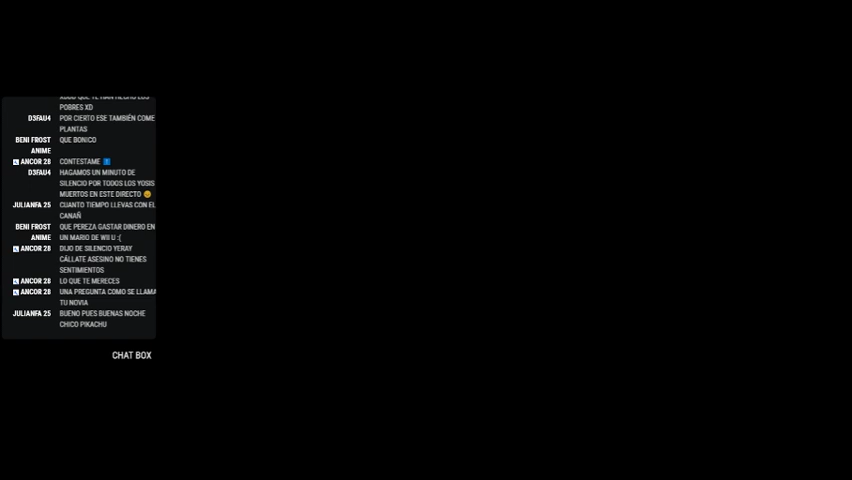 POBRES XD
D3FAU4 POR CIERTO ESE TAMBIÉN COME
PLANTAS
BENI FROST QUE BONICO
ANIME
ANCOR 28 CONTESTAME
D3FAU4 HAGAMOS UN MINUTO DE
SILENCIO POR TODOS LOS YOSIS
MUERTOS EN ESTE DIRECTO
JULIANFA 25 CUANTO TIEMPO LLEVAS CON EL
CANAÑ
BENI FROST QUE PEREZA GASTAR DINERO EN
ANIME UN MARIO DE WII U :(
ANCOR 28 DIJO DE SILENCIO YERAY
CÁLLATE ASESINO NO TIENES
SENTIMIENTOS
ANCOR 28 LO QUE TE MERECES
ANCOR 28 UNA PREGUNTA COMO SE LLAMA
TU NOVIA
JULIANFA 25 BUENO PUES BUENAS NOCHE
CHICO PIKACHU
CHAT BOX